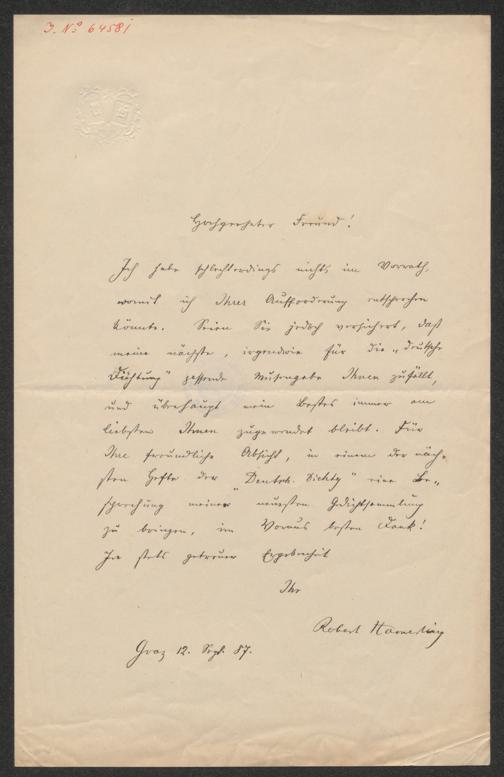 J. No 64581
Hochgeehrter Freund!
Ich habe schlechterdings nichts im Vorrath,
womit ich Ihrer Aufforderung entsprechen
könnte. Seien Sie jedoch versichert, daß
meine nächste, irgendwie für die „Deutsche
Dichtung" passende Musengabe Ihnen zufällt,
und überhaupt mein Bestes immer am
liebsten Ihnen zugewendet bleibt. Für
Ihre freundliche Absicht, in einem der näch-
sten Hefte der „Deutsch. Dichtg" eine Be-
sprechung meiner neuesten Gedichtsammlung
zu bringen, im Voraus besten Dank!
In stets getreuer Ergebenheit
Ihr
Robert Hamerling
Graz 12. Sept. 87.